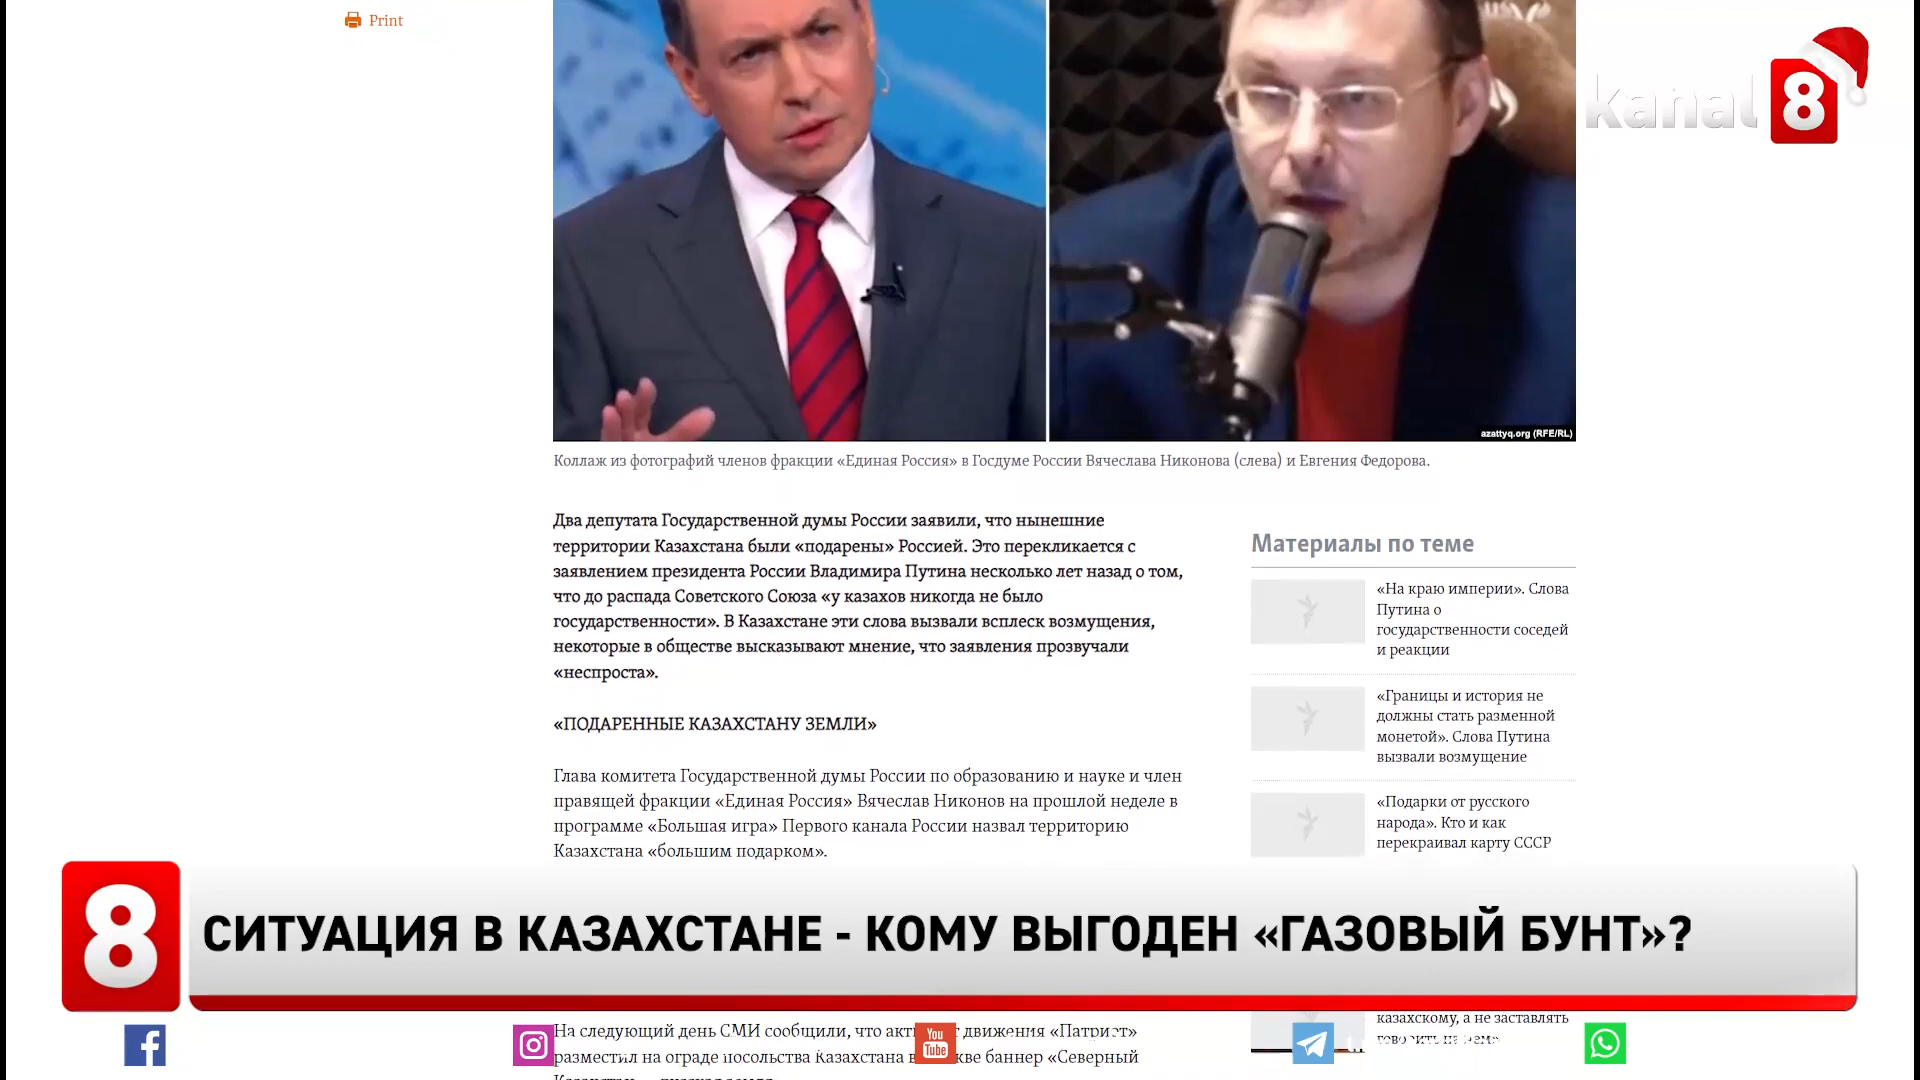 Print
kanal 8
azattyq.org (RFE/RL)
Коллаж из фотографий членов фракции «Единая Россия» в Госдуме России Вячеслава Никонова (слева) и Евгения Федорова.
Два депутата Государственной думы России заявили, что нынешние
территории Казахстана были «подарены» Россией. Это перекликается с
заявлением президента России Владимира Путина несколько лет назад о том,
что до распада Советского Союза «у казахов никогда не было
государственности». В Казахстане эти слова вызвали всплеск возмущения,
некоторые в обществе высказывают мнение, что заявления прозвучали
«неспроста».
«ПОДАРЕННЫЕ КАЗАХСТАНУ ЗЕМЛИ»
Глава комитета Государственной думы России по образованию и науке и член
правящей фракции «Единая Россия» Вячеслав Никонов на прошлой неделе в
программе «Большая игра» Первого канала России назвал территорию
Казахстана «большим подарком».
Материалы по теме
«На краю империи». Слова
Путина о
государственности соседей
и реакции
«Границы и история не
должны стать разменной
монетой». Слова Путина
вызвали возмущение
«Подарки от русского
народа». Кто и как
перекраивал карту СССР
казахскому, а не заставлять
8
СИТУАЦИЯ В КАЗАХСТАНЕ - КОМУ ВЫГОДЕН «ГАЗОВЫЙ БУНТ»?
На следующий день СМИ сообщили, что движения «Патриот»
разместил на ограде посольства Казахстана в баннер «Северный
You
Tube